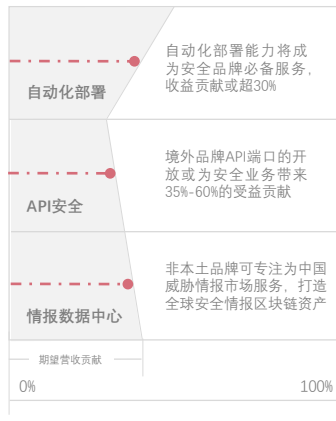 自动化部署能力将成
为安全品牌必备服务，
收益贡献或超30%
自动化部署
境外品牌API端口的开
放或为安全业务带来
35%-60%的受益贡献
API安全
非本土品牌可专注为中国
威胁情报市场服务，打造
全球安全情报区块链资产
情报数据中心
期望营收贡献
0%
100%